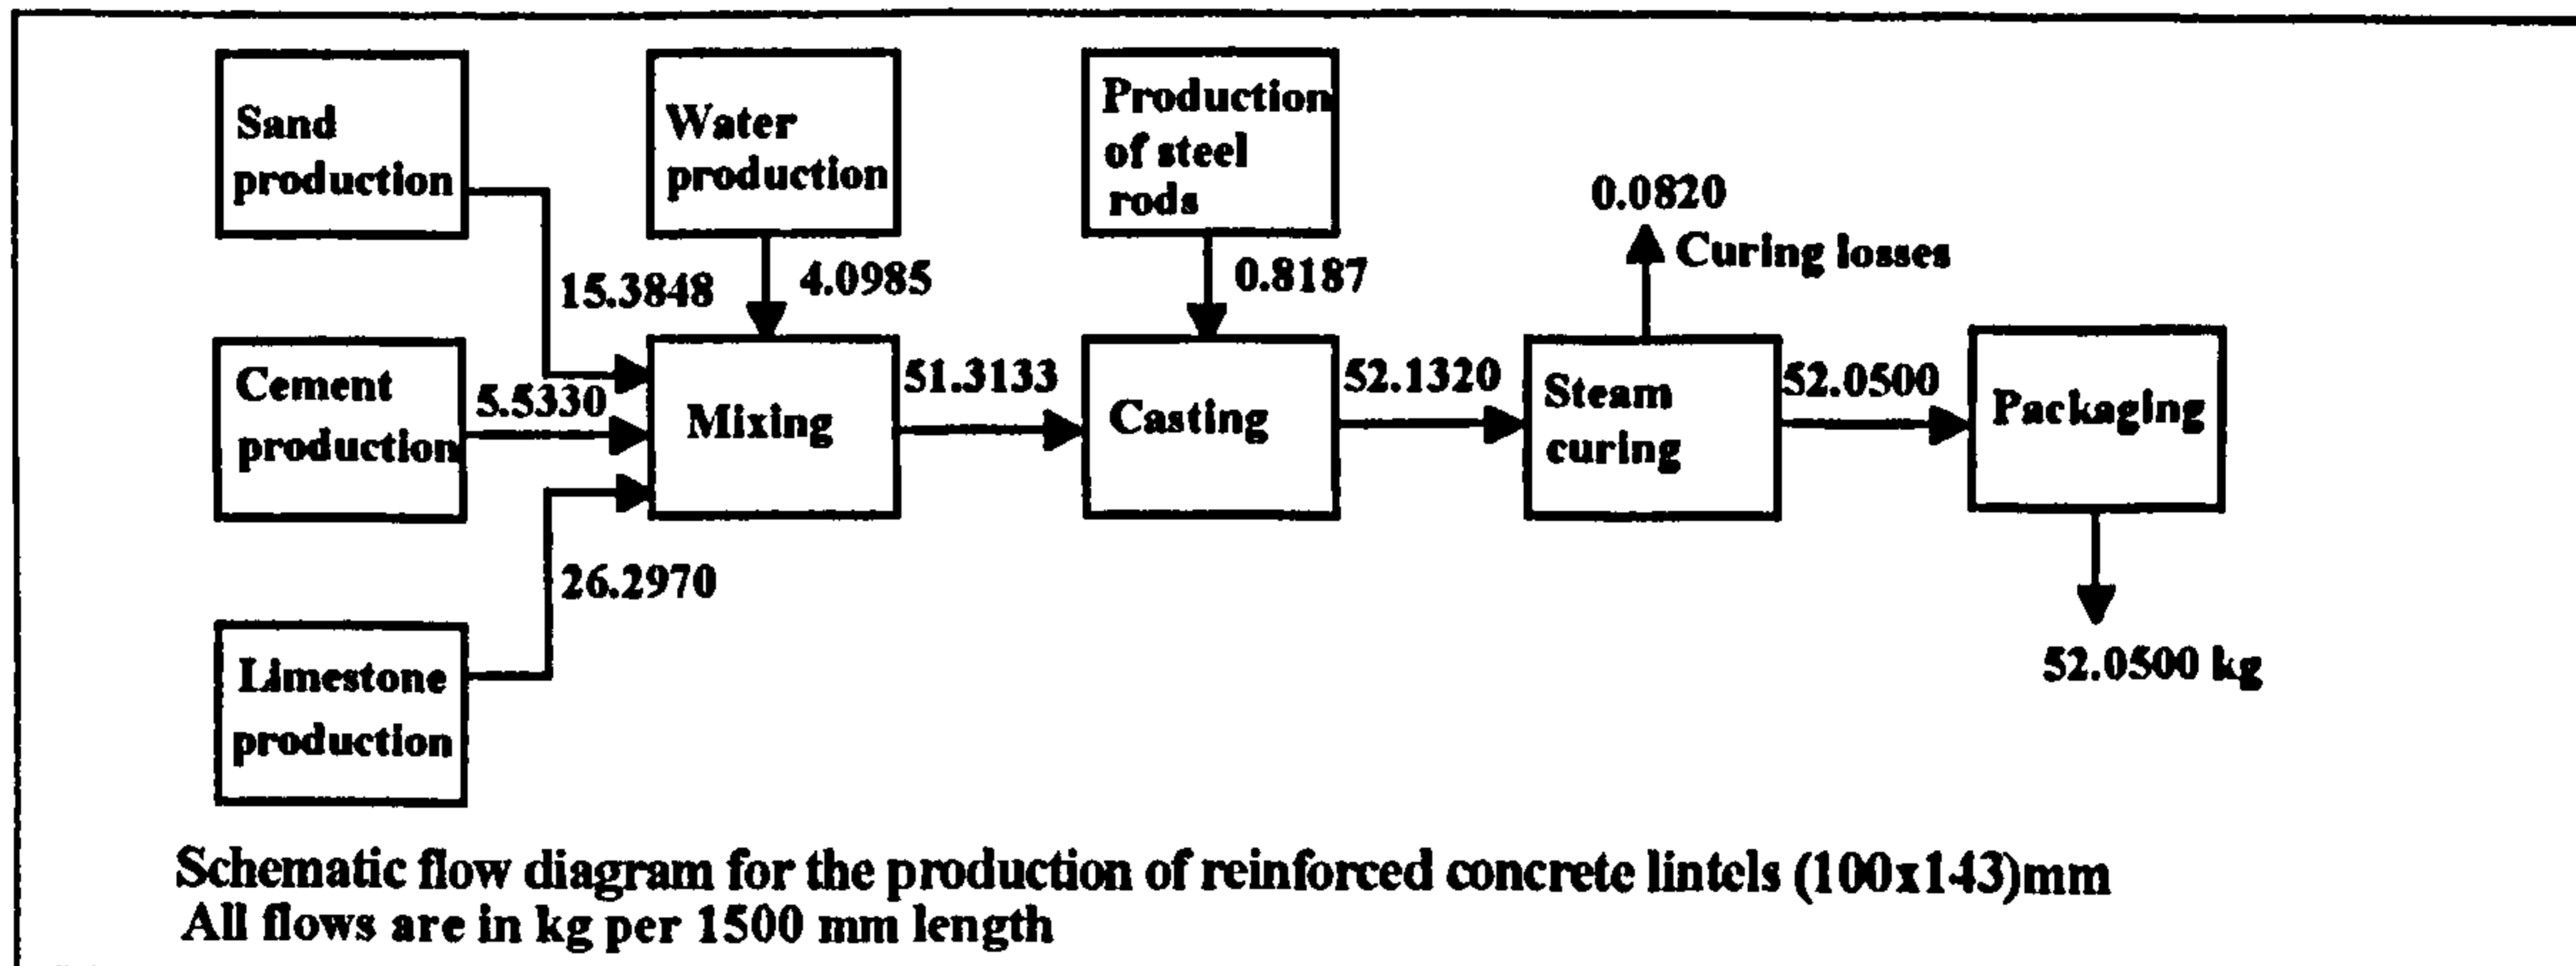 Sand
production
Water
production
Production
of steel
rods
0.0820
Curing losses
15.3848
4.0985
0.8187
Cement
production
5.5330
Mixing
51.3133
Casting
52.1320
Steam
curing
52.0500
Packaging
26.2970
Limestone
production
52.0500 kg
Schematic flow diagram for the production of reinforced concrete lintels (100x143)mm
All flows are in kg per 1500 mm length